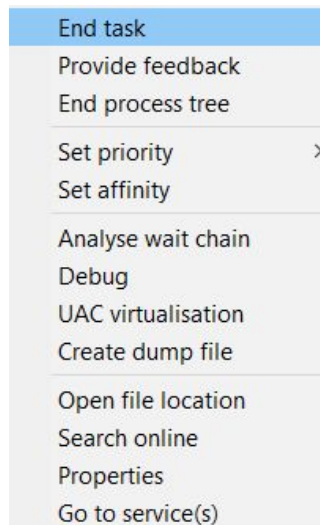 End task
Provide feedback
End process tree
Set priority
Set affinity
Analyse wait chain
Debug
UAC virtualisation
Create dump file
Open file location
Search online
Properties
Go to service(s)